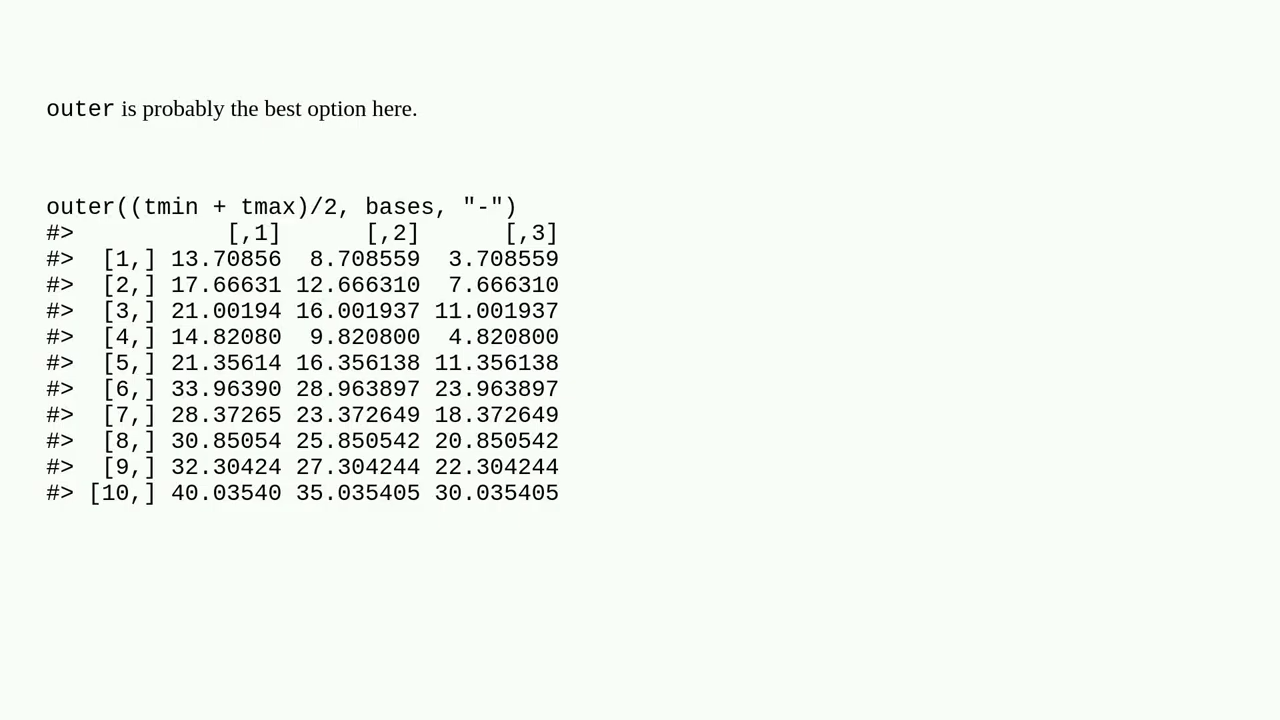 outer is probably the best option here.
outer((tmin + tmax)/2, bases, "-")
#>           [,1]      [,2]      [,3]
#>  [1,] 13.70856  8.708559  3.708559
#>  [2,] 17.66631 12.666310  7.666310
#>  [3,] 21.00194 16.001937 11.001937
#>  [4,] 14.82080  9.820800  4.820800
#>  [5,] 21.35614 16.356138 11.356138
#>  [6,] 33.96390 28.963897 23.963897
#>  [7,] 28.37265 23.372649 18.372649
#>  [8,] 30.85054 25.850542 20.850542
#>  [9,] 32.30424 27.304244 22.304244
#> [10,] 40.03540 35.035405 30.035405